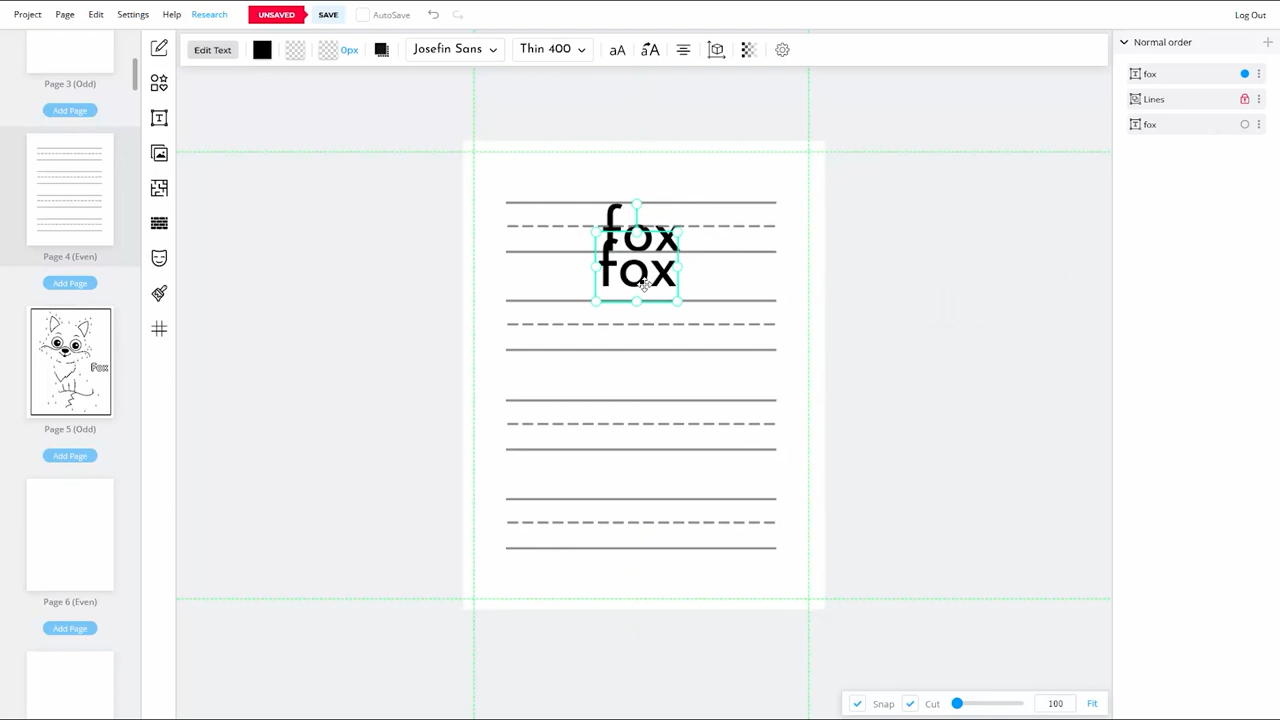 Project Page Edit Settings Help Research UNSAVED SAVE AutoSave Log Out
Edit Text 0px Josefin Sans Thin 400 aA
Normal order
fox
Lines
fox
Page 3 (Odd)
Add Page
Page 4 (Even)
Add Page
Fox
Page 5 (Odd)
Add Page
Page 6 (Even)
Add Page
fox
fox
Snap Cut 100 Fit